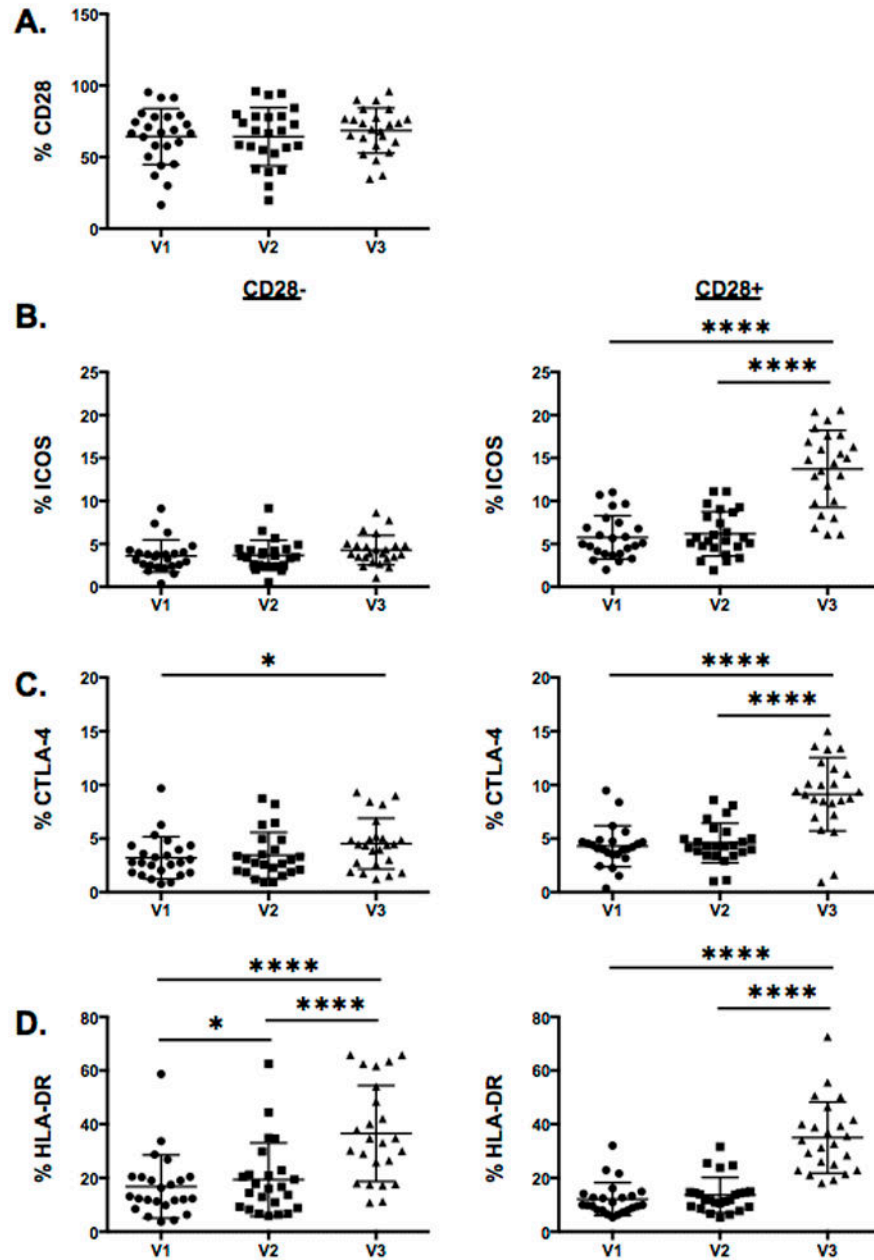 A.
150
100
50
0
% CD28
V1 V2 V3
CD28- CD28+
B.
**** 
****
25 25
20 20
15 15
10 10
5 5
0 0
% ICOS % ICOS
V1 V2 V3 V1 V2 V3
C.
* ****
****
20 20
15 15
10 10
5 5
0 0
% CTLA-4 % CTLA-4
V1 V2 V3 V1 V2 V3
D.
**** ****
* **** ****
80 80
60 60
40 40
20 20
0 0
% HLA-DR % HLA-DR
V1 V2 V3 V1 V2 V3